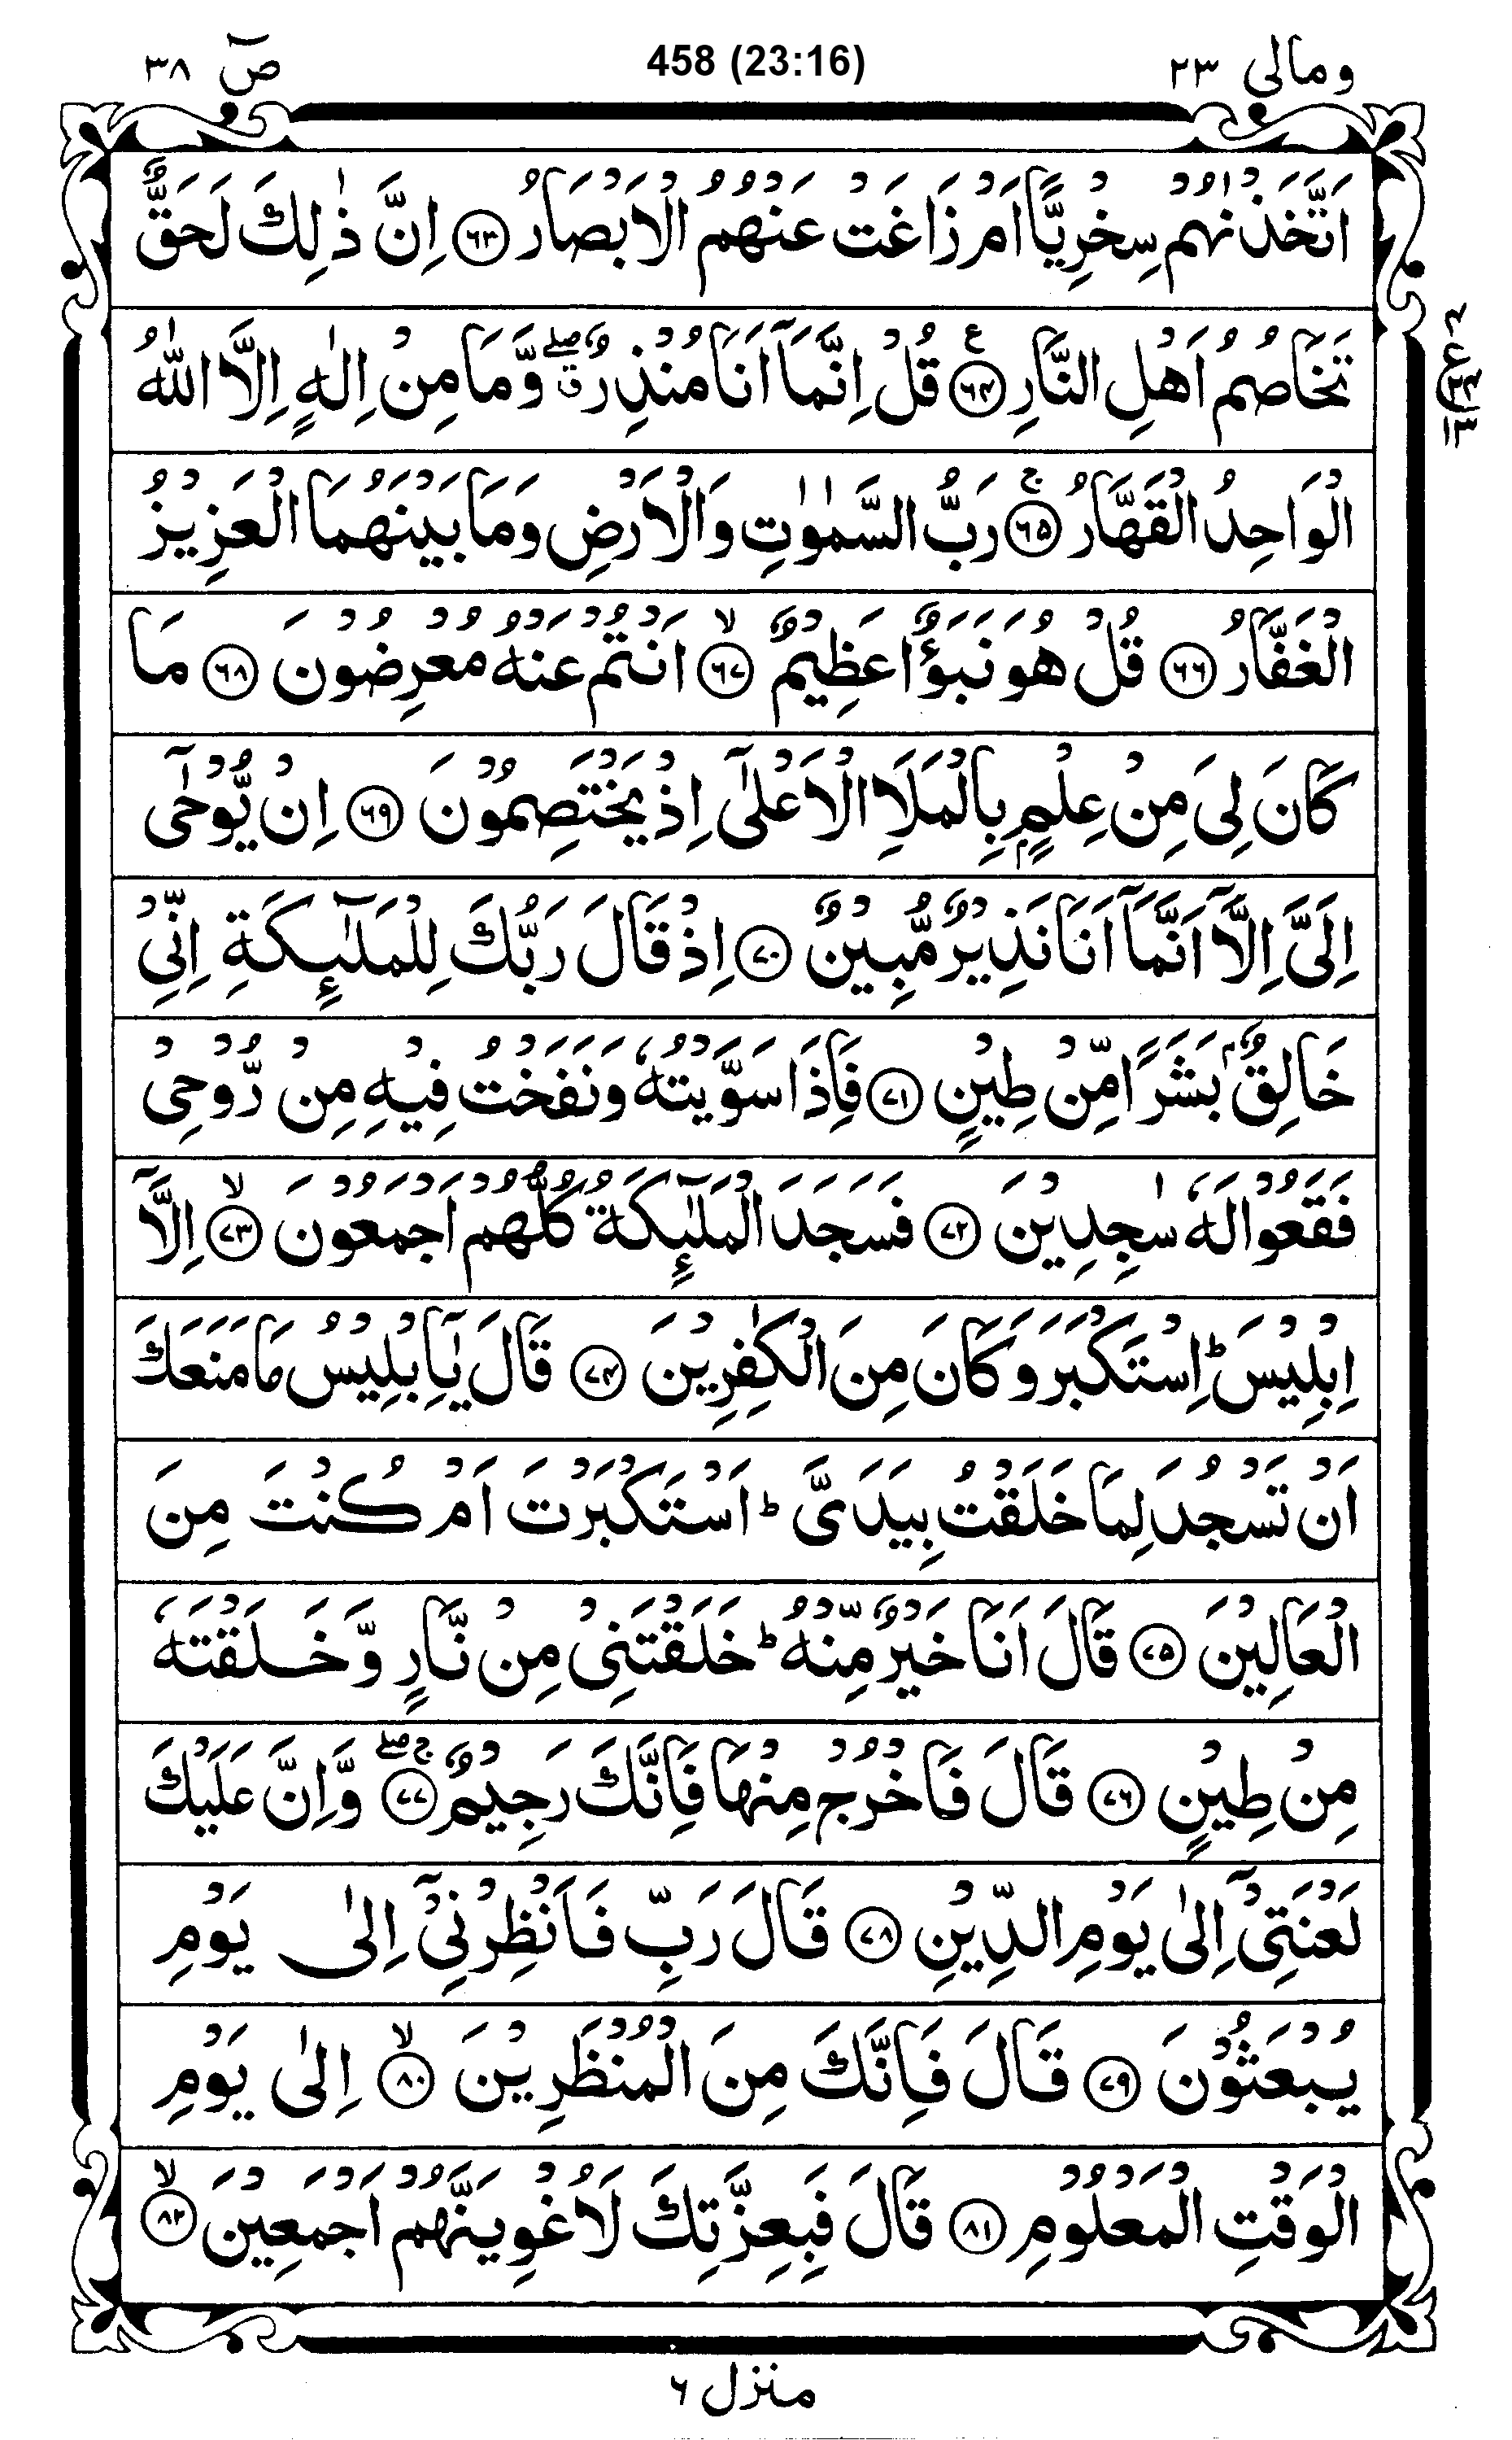 ومالی ٢٣ 458 (23:16) صٓ ٣٨
اَتَّخَذْنٰهُمْ سِخْرِيًّا اَمْ زَاغَتْ عَنْهُمُ الْاَبْصَارُ ﴿٦٣﴾ اِنَّ ذٰلِكَ لَحَقٌّ
تَخَاصُمُ اَهْلِ النَّارِ ﴿٦٤﴾ قُلْ اِنَّمَآ اَنَا مُنْذِرٌ ۖ وَّمَا مِنْ اِلٰهٍ اِلَّا اللّٰهُ
الْوَاحِدُ الْقَهَّارُ ﴿٦٥﴾ رَبُّ السَّمٰوٰتِ وَالْاَرْضِ وَمَا بَيْنَهُمَا الْعَزِيْزُ
الْغَفَّارُ ﴿٦٦﴾ قُلْ هُوَ نَبَؤٌا عَظِيْمٌ ﴿٦٧﴾ اَنْتُمْ عَنْهُ مُعْرِضُوْنَ ﴿٦٨﴾ مَا
كَانَ لِىَ مِنْ عِلْمٍۢ بِالْمَلَاِ الْاَعْلٰٓى اِذْ يَخْتَصِمُوْنَ ﴿٦٩﴾ اِنْ يُّوْحٰٓى
اِلَىَّ اِلَّآ اَنَّمَآ اَنَا نَذِيْرٌ مُّبِيْنٌ ﴿٧٠﴾ اِذْ قَالَ رَبُّكَ لِلْمَلٰٓئِكَةِ اِنِّىْ
خَالِقٌۢ بَشَرًا مِّنْ طِيْنٍ ﴿٧١﴾ فَاِذَا سَوَّيْتُهٗ وَنَفَخْتُ فِيْهِ مِنْ رُّوْحِىْ
فَقَعُوْا لَهٗ سٰجِدِيْنَ ﴿٧٢﴾ فَسَجَدَ الْمَلٰٓئِكَةُ كُلُّهُمْ اَجْمَعُوْنَ ﴿٧٣﴾ اِلَّآ
اِبْلِيْسَ ؕ اِسْتَكْبَرَ وَكَانَ مِنَ الْكٰفِرِيْنَ ﴿٧٤﴾ قَالَ يٰٓاِبْلِيْسُ مَا مَنَعَكَ
اَنْ تَسْجُدَ لِمَا خَلَقْتُ بِيَدَىَّ ؕ اَسْتَكْبَرْتَ اَمْ كُنْتَ مِنَ
الْعَالِيْنَ ﴿٧٥﴾ قَالَ اَنَا خَيْرٌ مِّنْهُ ؕ خَلَقْتَنِىْ مِنْ نَّارٍ وَّخَلَقْتَهٗ
مِنْ طِيْنٍ ﴿٧٦﴾ قَالَ فَاخْرُجْ مِنْهَا فَاِنَّكَ رَجِيْمٌ ۖۚ ﴿٧٧﴾ وَّاِنَّ عَلَيْكَ
لَعْنَتِىْٓ اِلٰى يَوْمِ الدِّيْنِ ﴿٧٨﴾ قَالَ رَبِّ فَاَنْظِرْنِىْٓ اِلٰى يَوْمِ
يُبْعَثُوْنَ ﴿٧٩﴾ قَالَ فَاِنَّكَ مِنَ الْمُنْظَرِيْنَ ﴿٨٠﴾ اِلٰى يَوْمِ
الْوَقْتِ الْمَعْلُوْمِ ﴿٨١﴾ قَالَ فَبِعِزَّتِكَ لَاُغْوِيَنَّهُمْ اَجْمَعِيْنَ ﴿٨٢﴾
منزل ٦